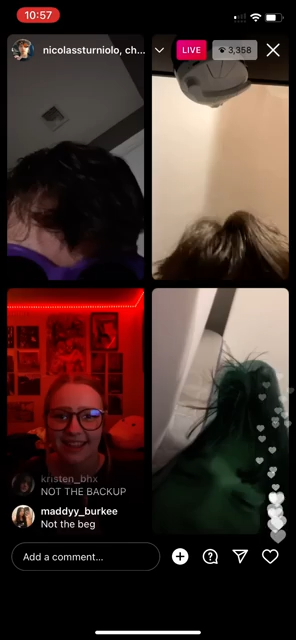 10:57
nicolassturniolo, ch...
LIVE
3,358
kristen_bhx
NOT THE BACKUP
maddyy_burkee
Not the beg
Add a comment...